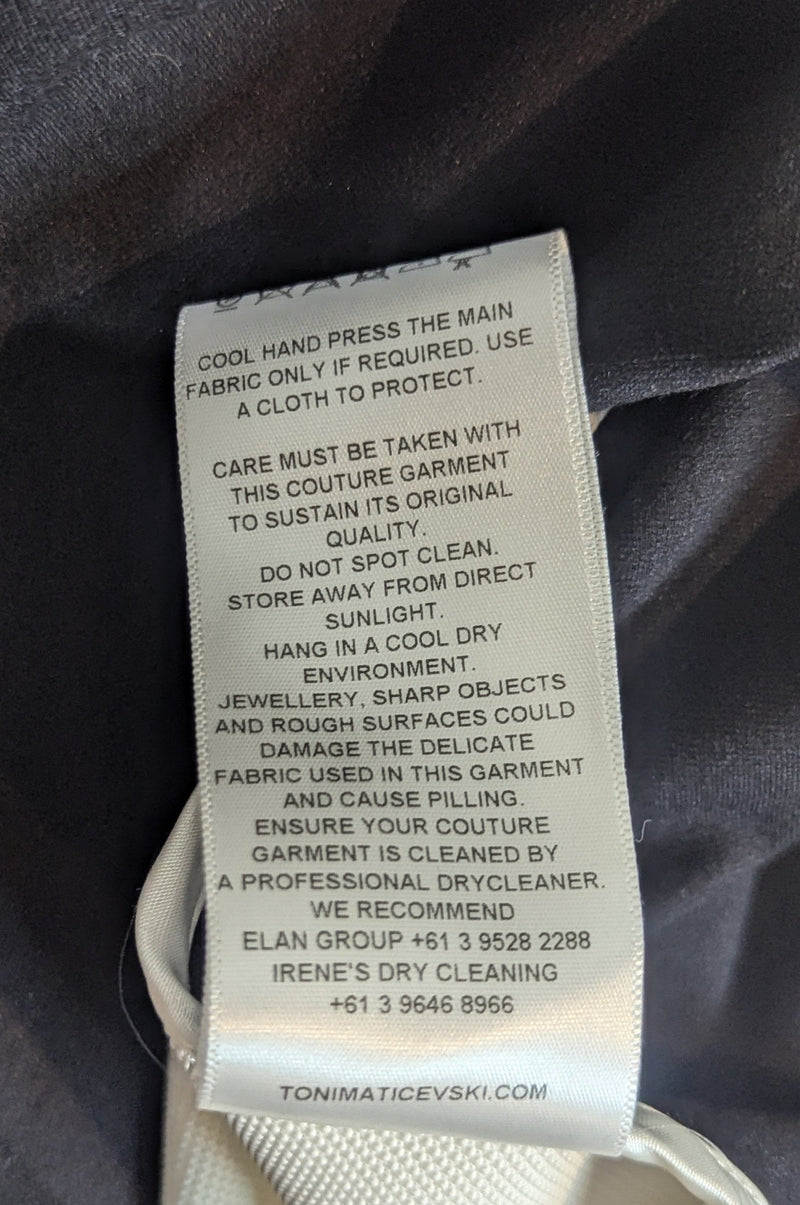 COOL HAND PRESS THE MAIN
FABRIC ONLY IF REQUIRED. USE
A CLOTH TO PROTECT.
CARE MUST BE TAKEN WITH
THIS COUTURE GARMENT
TO SUSTAIN ITS ORIGINAL
QUALITY.
DO NOT SPOT CLEAN.
STORE AWAY FROM DIRECT
SUNLIGHT.
HANG IN A COOL DRY
ENVIRONMENT.
JEWELLERY, SHARP OBJECTS
AND ROUGH SURFACES COULD
DAMAGE THE DELICATE
FABRIC USED IN THIS GARMENT
AND CAUSE PILLING.
ENSURE YOUR COUTURE
GARMENT IS CLEANED BY
A PROFESSIONAL DRYCLEANER.
WE RECOMMEND
ELAN GROUP +61 3 9528 2288
IRENE'S DRY CLEANING
+61 3 9646 8966
TONIMATICEVSKI.COM